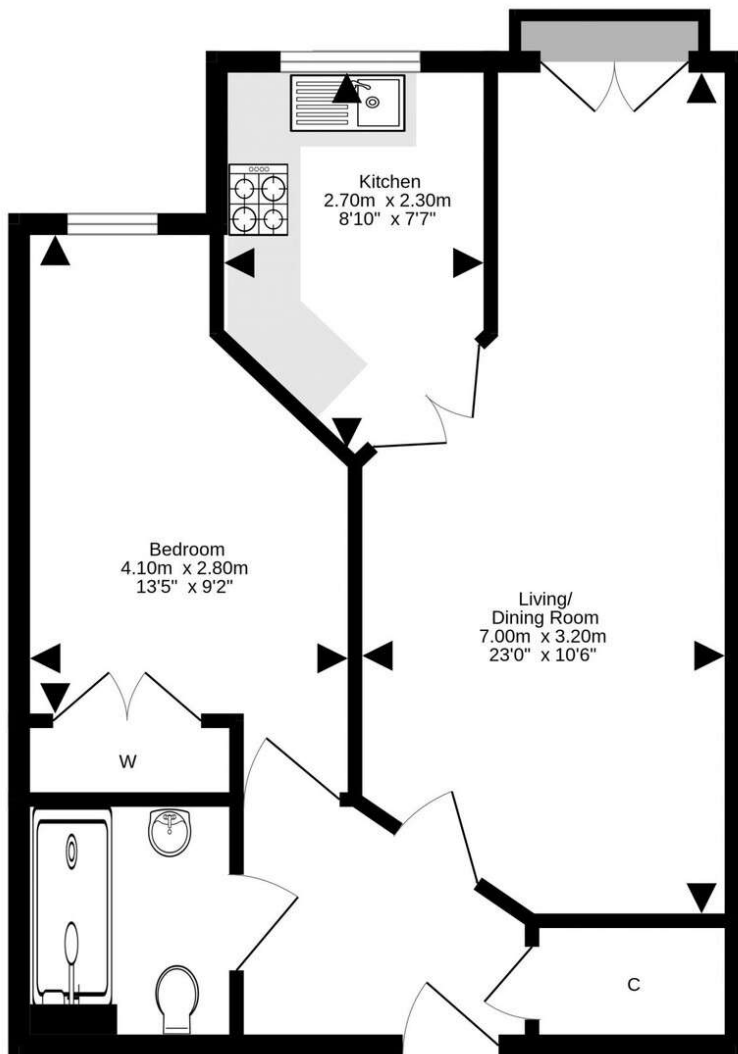 Kitchen
2.70m x 2.30m
8'10" x 7'7"
Bedroom
4.10m x 2.80m
13'5" x 9'2"
Living/
Dining Room
7.00m x 3.20m
23'0" x 10'6"
W
C